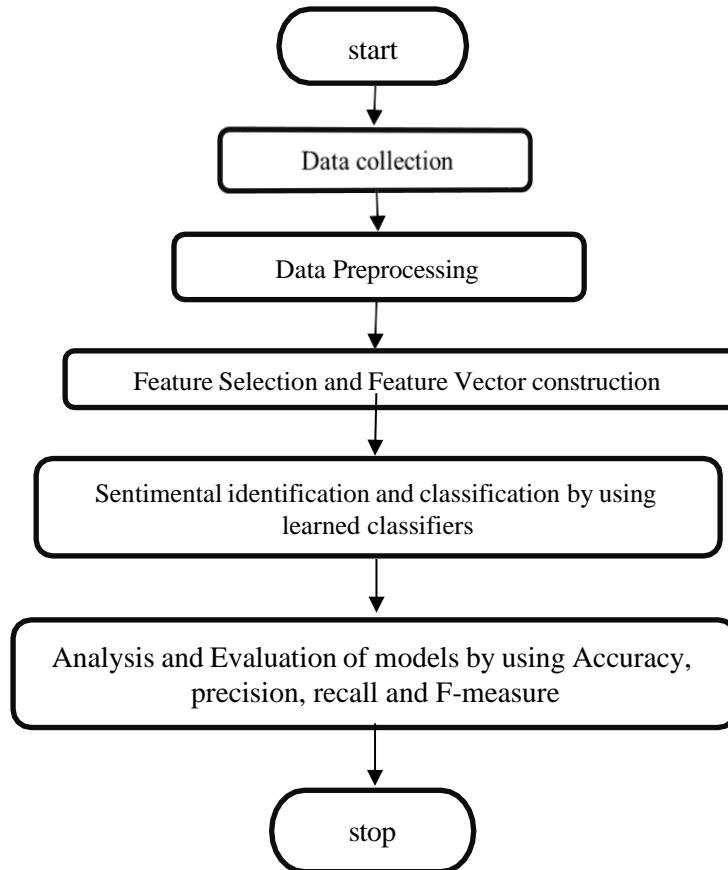 start
Data collection
Data Preprocessing
Feature Selection and Feature Vector construction
Sentimental identification and classification by using
learned classifiers
Analysis and Evaluation of models by using Accuracy,
precision, recall and F-measure
stop